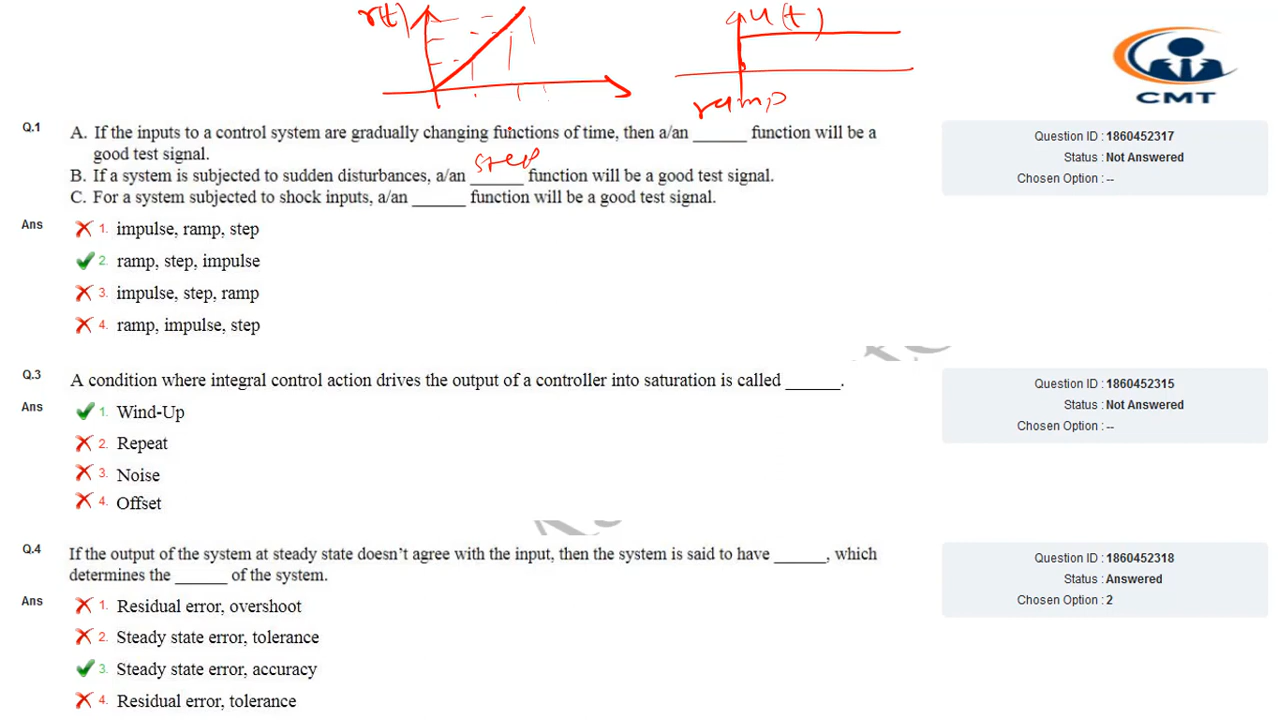 r(t)
u(t)
ramp
CMT
Q.1
A. If the inputs to a control system are gradually changing functions of time, then a/an ______ function will be a
good test signal.
step
B. If a system is subjected to sudden disturbances, a/an ______ function will be a good test signal.
C. For a system subjected to shock inputs, a/an ______ function will be a good test signal.
Question ID : 1860452317
Status : Not Answered
Chosen Option : --
Ans
1. impulse, ramp, step
2. ramp, step, impulse
3. impulse, step, ramp
4. ramp, impulse, step
Q.3
A condition where integral control action drives the output of a controller into saturation is called ______.
Question ID : 1860452315
Status : Not Answered
Chosen Option : --
Ans
1. Wind-Up
2. Repeat
3. Noise
4. Offset
Q.4
If the output of the system at steady state doesn't agree with the input, then the system is said to have ______, which
determines the ______ of the system.
Question ID : 1860452318
Status : Answered
Chosen Option : 2
Ans
1. Residual error, overshoot
2. Steady state error, tolerance
3. Steady state error, accuracy
4. Residual error, tolerance